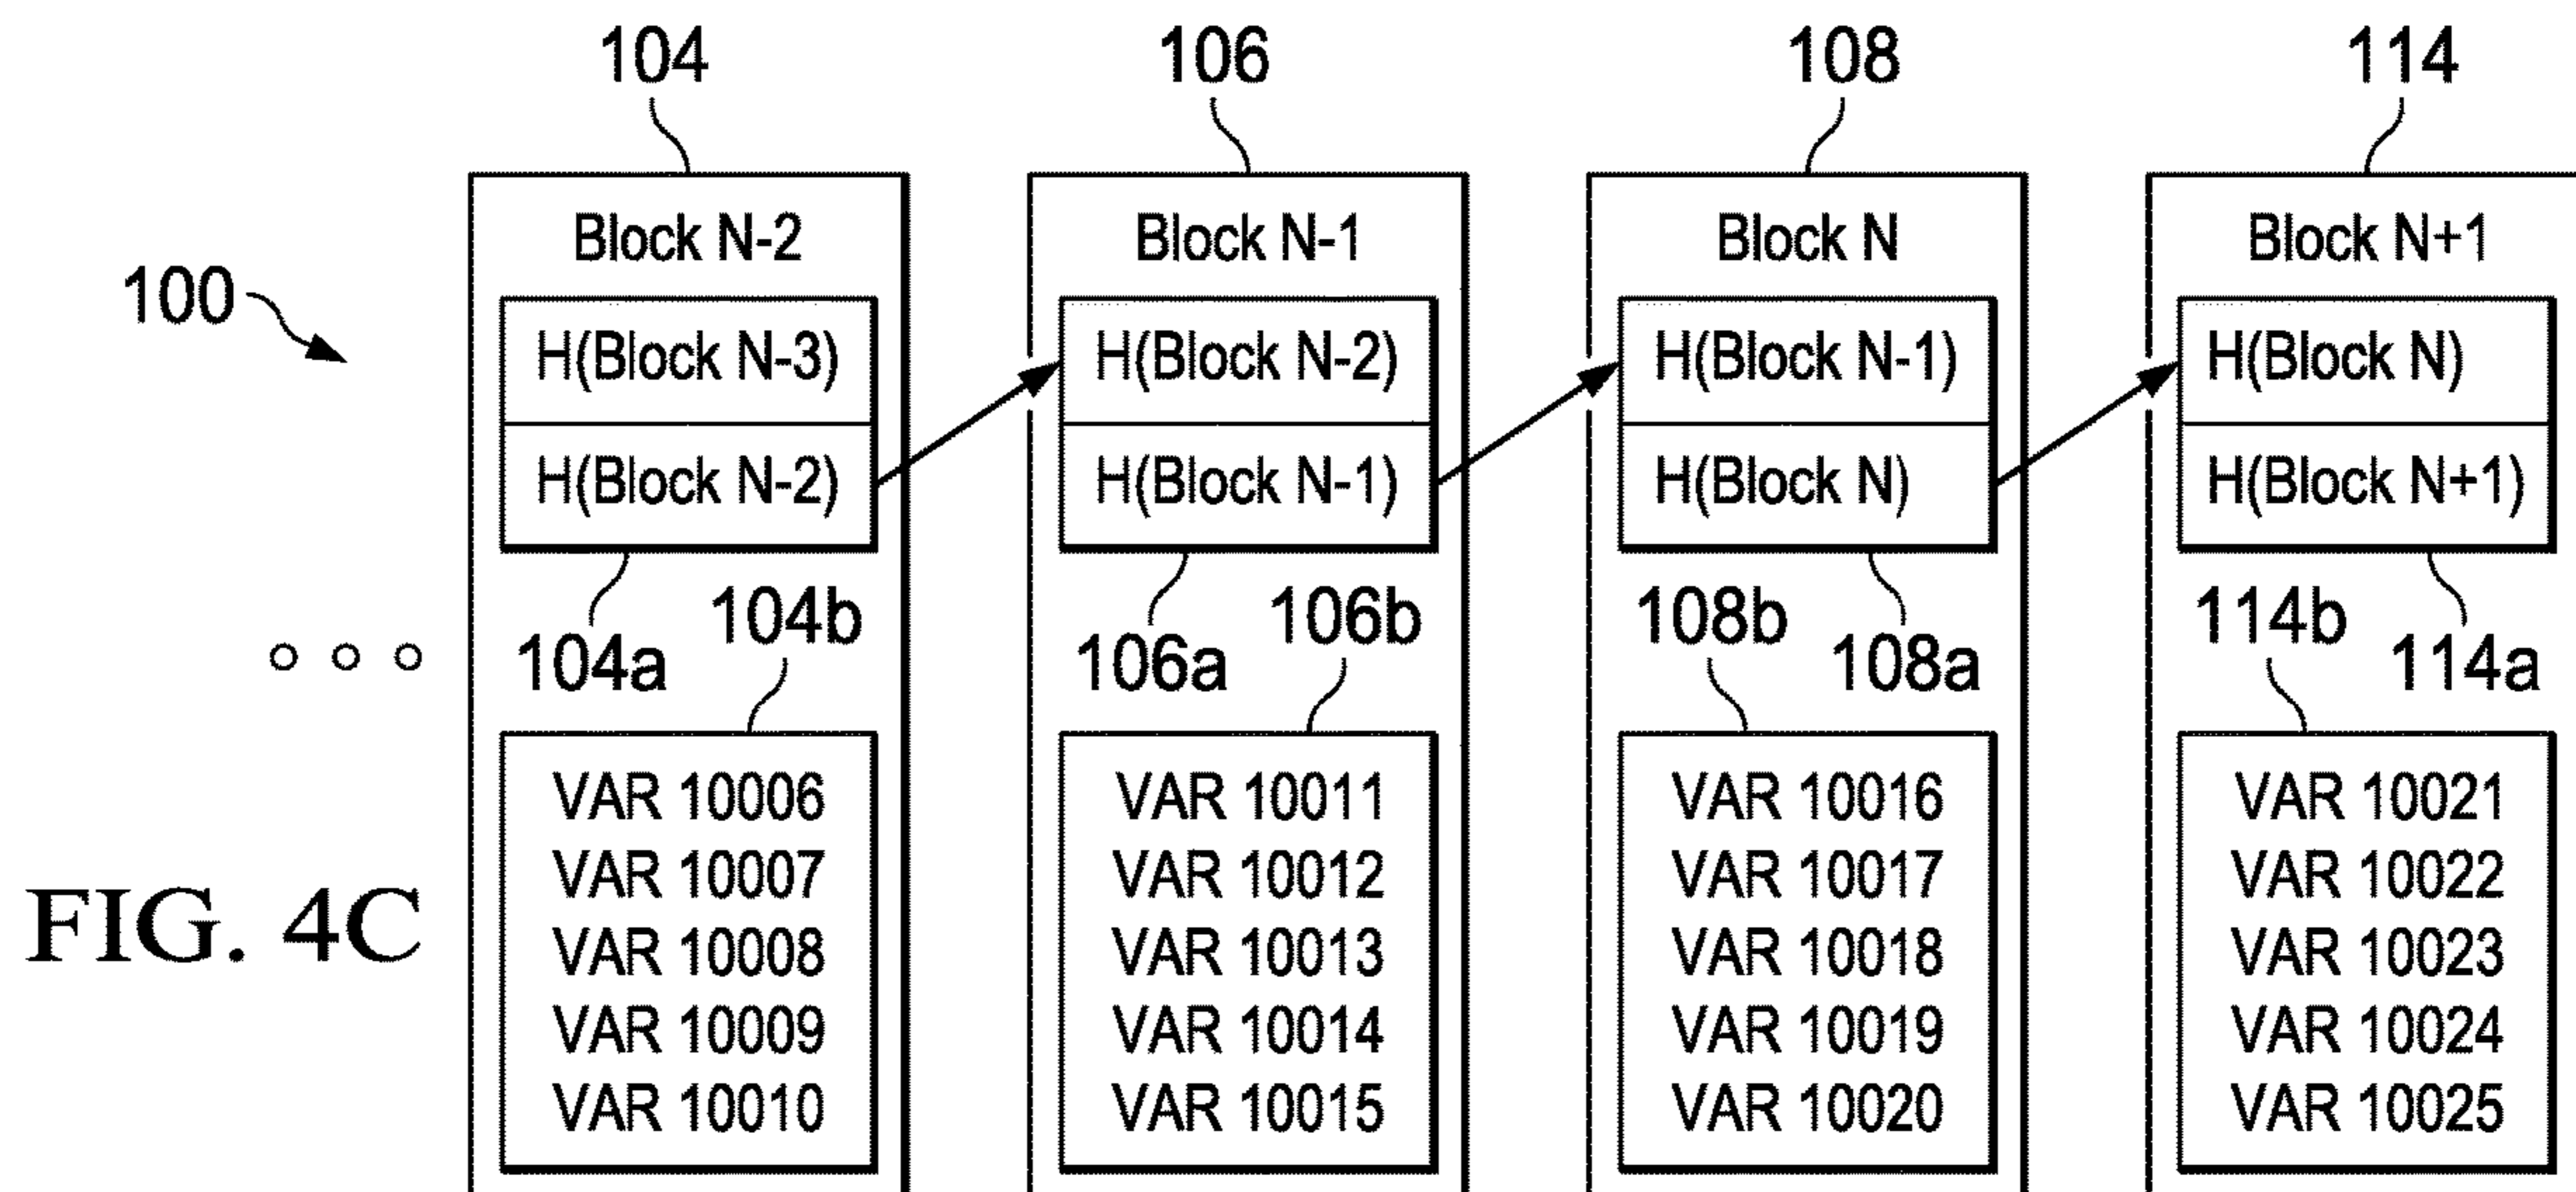 104
106
108
114
100
Block N-2
H(Block N-3)
H(Block N-2)
104a
104b
VAR 10006
VAR 10007
VAR 10008
VAR 10009
VAR 10010
Block N-1
H(Block N-2)
H(Block N-1)
106a
106b
VAR 10011
VAR 10012
VAR 10013
VAR 10014
VAR 10015
Block N
H(Block N-1)
H(Block N)
108b
108a
VAR 10016
VAR 10017
VAR 10018
VAR 10019
VAR 10020
Block N+1
H(Block N)
H(Block N+1)
114b
114a
VAR 10021
VAR 10022
VAR 10023
VAR 10024
VAR 10025
FIG. 4C